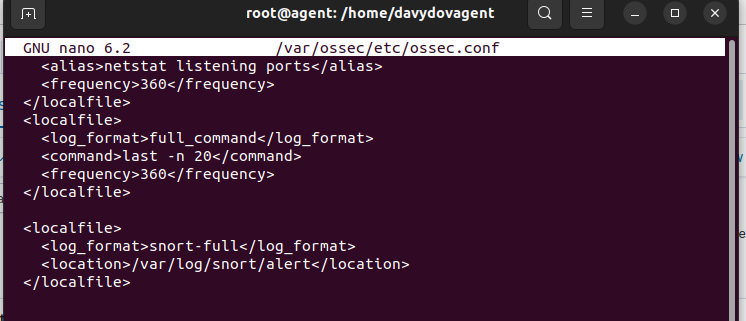 root@agent: /home/davydovagent
GNU nano 6.2 /var/ossec/etc/ossec.conf
<alias>netstat listening ports</alias>
<frequency>360</frequency>
</localfile>
<localfile>
<log_format>full_command</log_format>
<command>last -n 20</command>
<frequency>360</frequency>
</localfile>
<localfile>
<log_format>snort-full</log_format>
<location>/var/log/snort/alert</location>
</localfile>